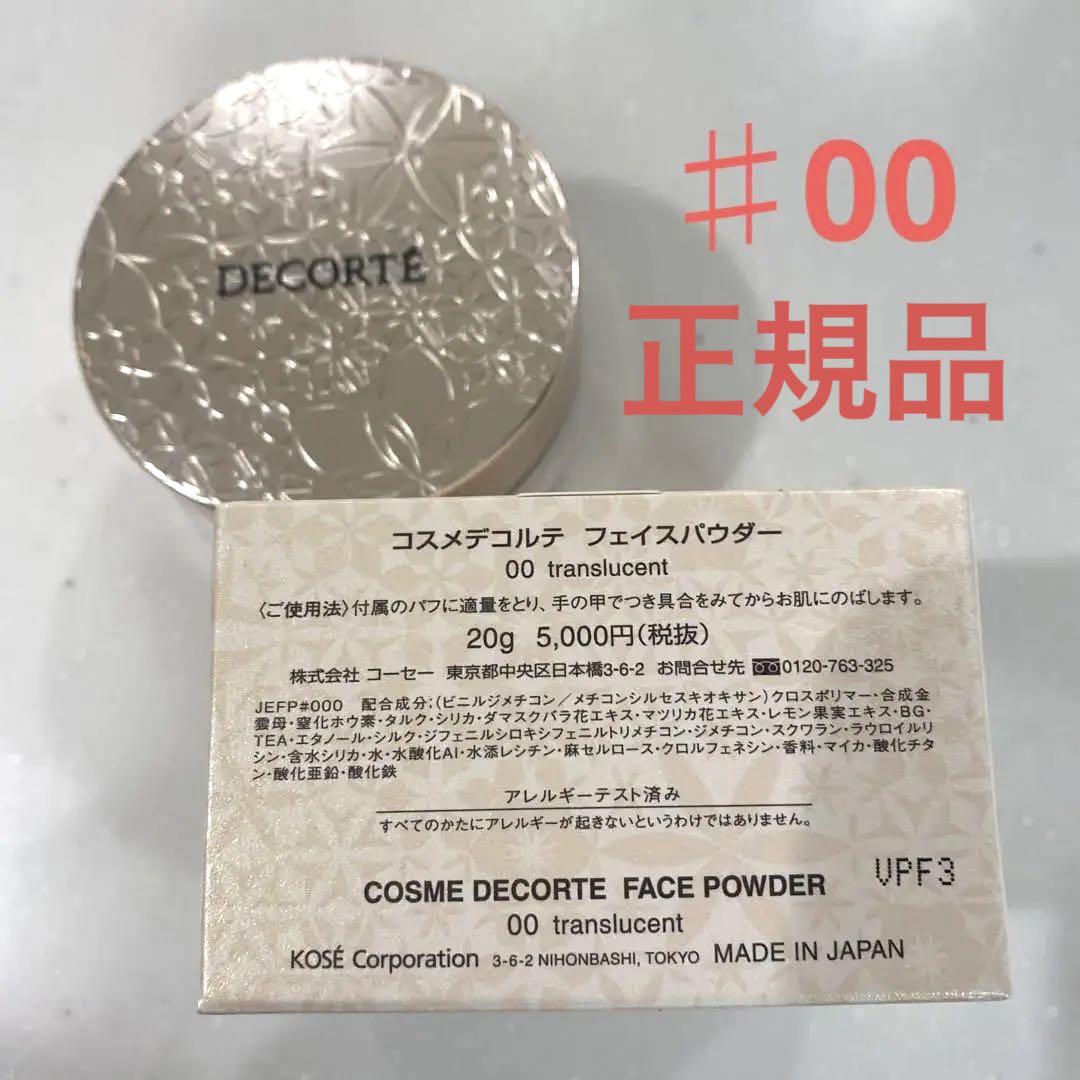 DECORTÉ
#00
正規品
コスメデコルテ フェイスパウダー
00 translucent
〈ご使用法〉付属のパフに適量をとり、手の甲でつき具合をみてからお肌にのばします。
20g 5,000円(税抜)
株式会社 コーセー 東京都中央区日本橋3-6-2 お問合せ先 0120-763-325
JEFP#000 配合成分:(ビニルジメチコン/メチコンシルセスキオキサン)クロスポリマー・合成金
雲母・窒化ホウ素・タルク・シリカ・ダマスクバラ花エキス・マツリカ花エキス・レモン果実エキス・BG・
TEA・エタノール・シルク・ジフェニルシロキシフェニルトリメチコン・ジメチコン・スクワラン・ラウロイルリ
シン・含水シリカ・水・水酸化Al・水添レシチン・麻セルロース・クロルフェネシン・香料・マイカ・酸化チタ
ン・酸化亜鉛・酸化鉄
アレルギーテスト済み
すべてのかたにアレルギーが起きないというわけではありません。
VPF3
COSME DECORTE FACE POWDER
00 translucent
KOSÉ Corporation 3-6-2 NIHONBASHI, TOKYO MADE IN JAPAN